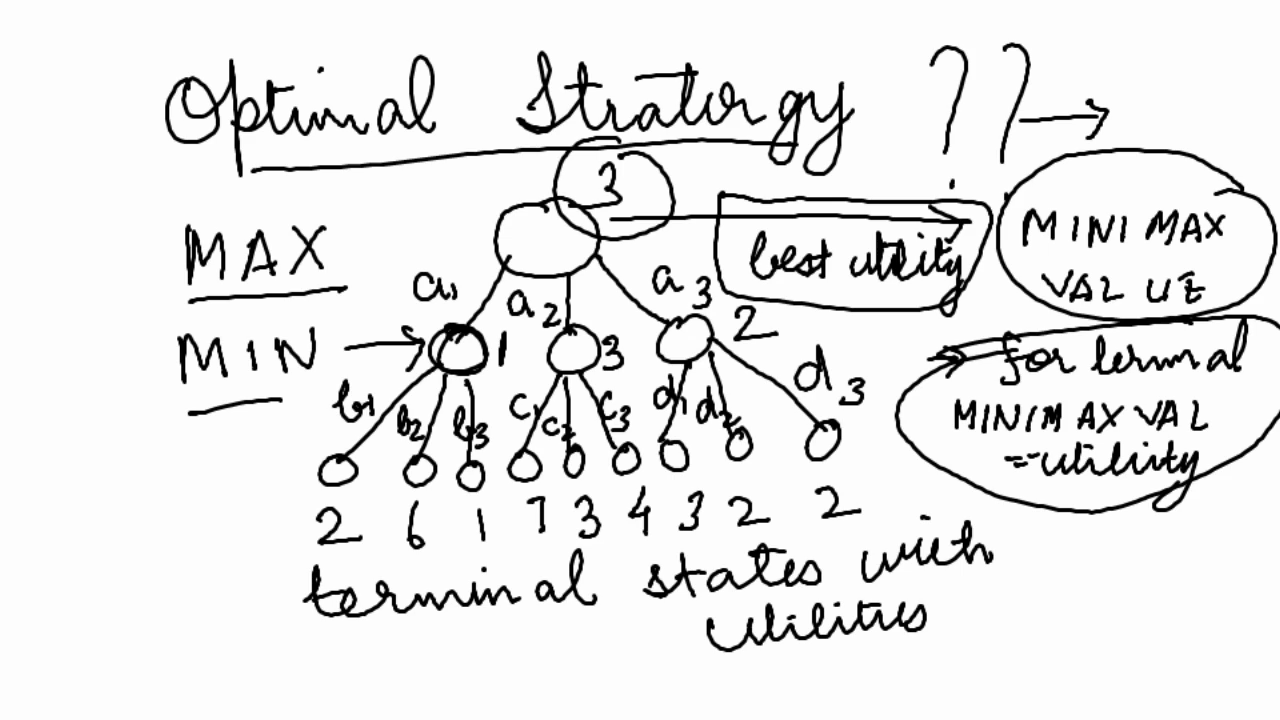 Optimal Stratergy ??
3
MAX
best utility
MINIMAX
VALUE
a1 a2 a3
MIN
1 3 2
for terminal
b1 b2 b3 c1 c2 c3 d1 d2 d3
MINIMAX VAL
= utility
2 6 1 7 3 4 3 2 2
terminal states with
utilities